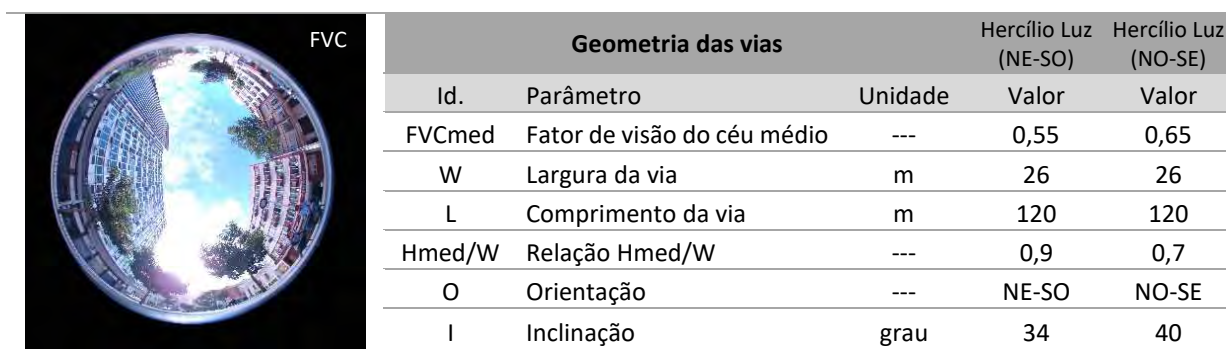 FVC
Geometria das vias Hercílio Luz (NE-SO) Hercílio Luz (NO-SE)
Id. Parâmetro Unidade Valor Valor
FVCmed Fator de visão do céu médio --- 0,55 0,65
W Largura da via m 26 26
L Comprimento da via m 120 120
Hmed/W Relação Hmed/W --- 0,9 0,7
O Orientação --- NE-SO NO-SE
I Inclinação grau 34 40